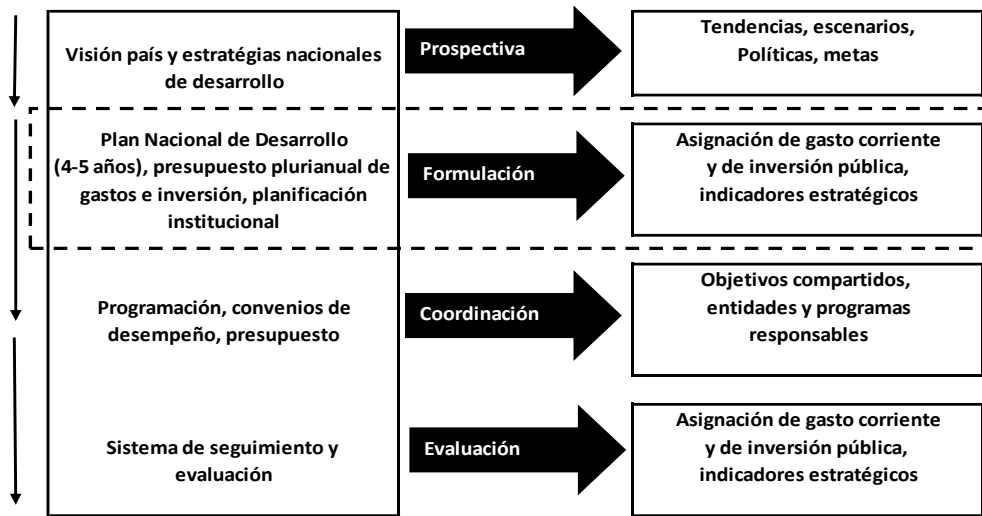 Visión país y estratégias nacionales
de desarrollo
Prospectiva
Tendencias, escenarios,
Políticas, metas
Plan Nacional de Desarrollo
(4-5 años), presupuesto plurianual de
gastos e inversión, planificación
institucional
Formulación
Asignación de gasto corriente
y de inversión pública,
indicadores estratégicos
Programación, convenios de
desempeño, presupuesto
Coordinación
Objetivos compartidos,
entidades y programas
responsables
Sistema de seguimiento y
evaluación
Evaluación
Asignación de gasto corriente
y de inversión pública,
indicadores estratégicos